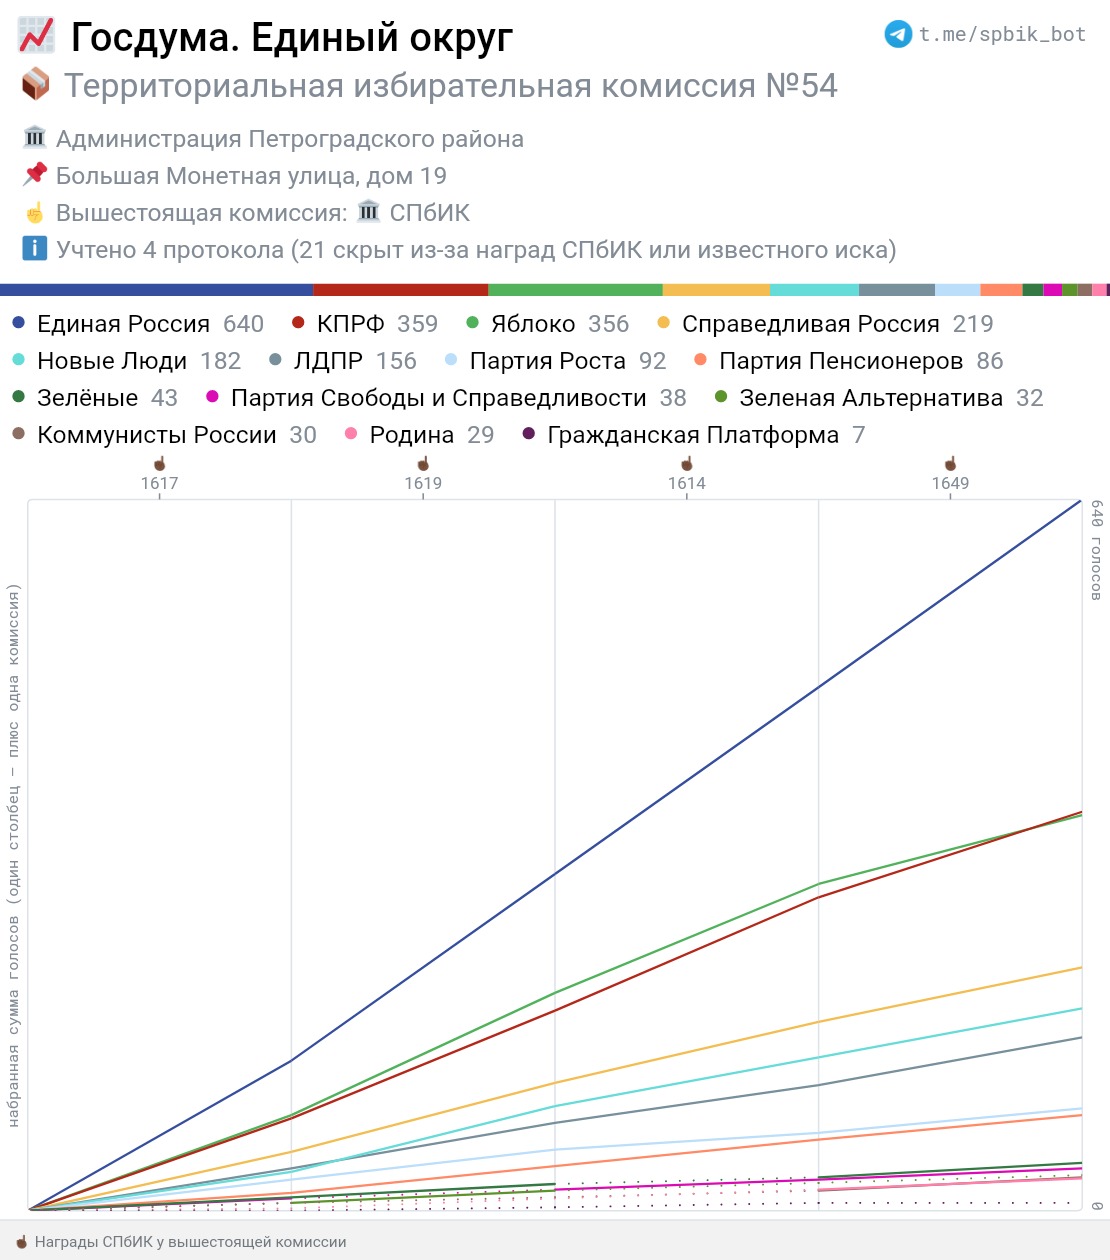 Госдума. Единый округ
t.me/spbik_bot
Территориальная избирательная комиссия №54
Администрация Петроградского района
Большая Монетная улица, дом 19
Вышестоящая комиссия: СПбИК
Учтено 4 протокола (21 скрыт из-за наград СПбИК или известного иска)
Единая Россия 640 КПРФ 359 Яблоко 356 Справедливая Россия 219
Новые Люди 182 ЛДПР 156 Партия Роста 92 Партия Пенсионеров 86
Зелёные 43 Партия Свободы и Справедливости 38 Зеленая Альтернатива 32
Коммунисты России 30 Родина 29 Гражданская Платформа 7
1617 1619 1614 1649
640 голосов
набранная сумма голосов (один столбец — плюс одна комиссия)
0
Награды СПбИК у вышестоящей комиссии